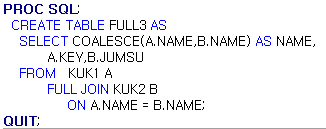 PROC SQL;
CREATE TABLE FULL3 AS
SELECT COALESCE(A.NAME,B.NAME) AS NAME,
A.KEY,B.JUMSU
FROM KUK1 A
FULL JOIN KUK2 B
ON A.NAME = B.NAME;
QUIT;